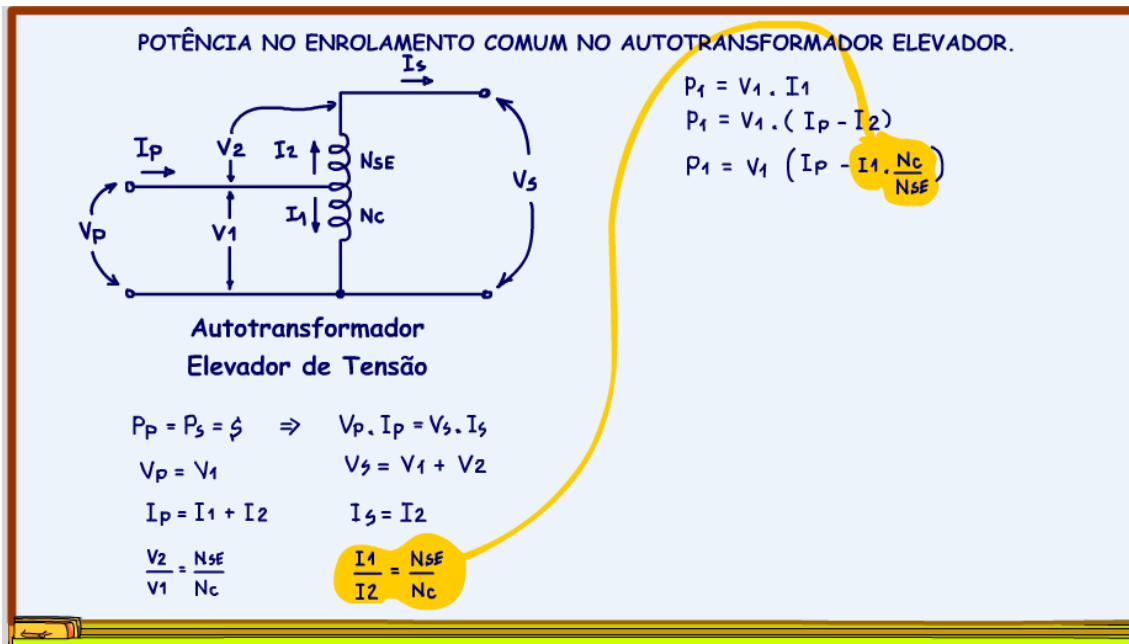 POTÊNCIA NO ENROLAMENTO COMUM NO AUTOTRANSFORMADOR ELEVADOR.
Is
Ip
V2
I2
NSE
Vs
Vp
V1
I1
Nc
Autotransformador
Elevador de Tensão
Pp = Ps = S ⇒ Vp . Ip = Vs . Is
Vp = V1 Vs = V1 + V2
Ip = I1 + I2 Is = I2
V2/V1 = NSE/Nc I1/I2 = NSE/Nc
P1 = V1 . I1
P1 = V1 . ( Ip - I2)
P1 = V1 (Ip - I1 . Nc/NSE)